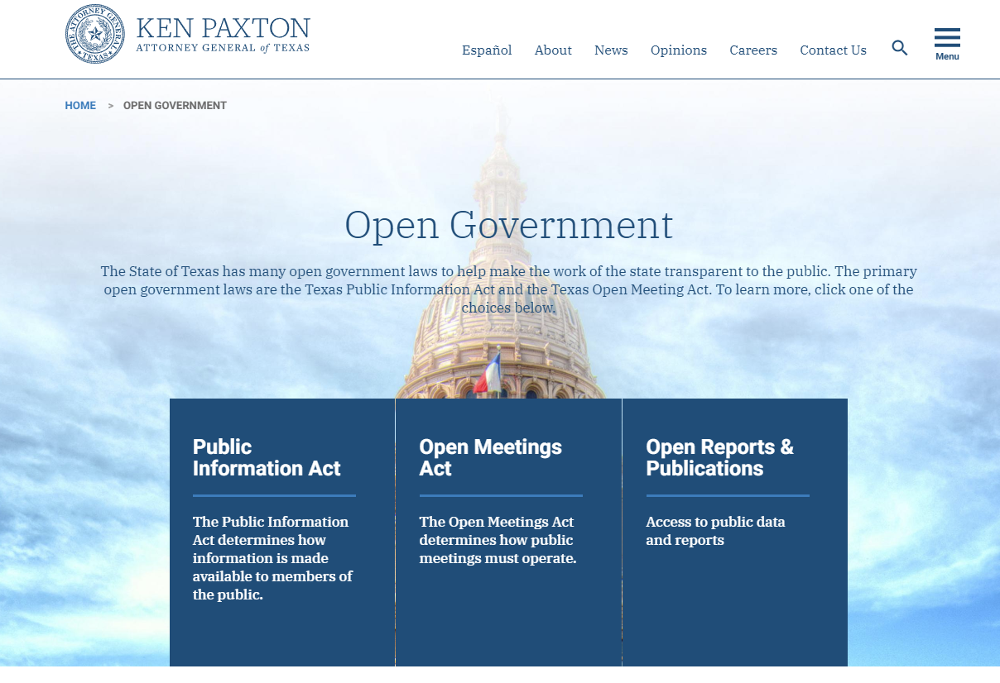 THE ATTORNEY GENERAL
TEXAS
KEN PAXTON
ATTORNEY GENERAL of TEXAS
Español About News Opinions Careers Contact Us
Menu
HOME > OPEN GOVERNMENT
Open Government
The State of Texas has many open government laws to help make the work of the state transparent to the public. The primary
open government laws are the Texas Public Information Act and the Texas Open Meeting Act. To learn more, click one of the
choices below.
Public
Information Act
The Public Information
Act determines how
information is made
available to members of
the public.
Open Meetings
Act
The Open Meetings Act
determines how public
meetings must operate.
Open Reports &
Publications
Access to public data
and reports